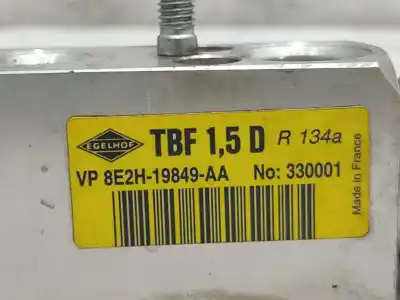 EGELHOF
TBF 1,5 D R 134a
VP 8E2H-19849-AA No: 330001
Made in France